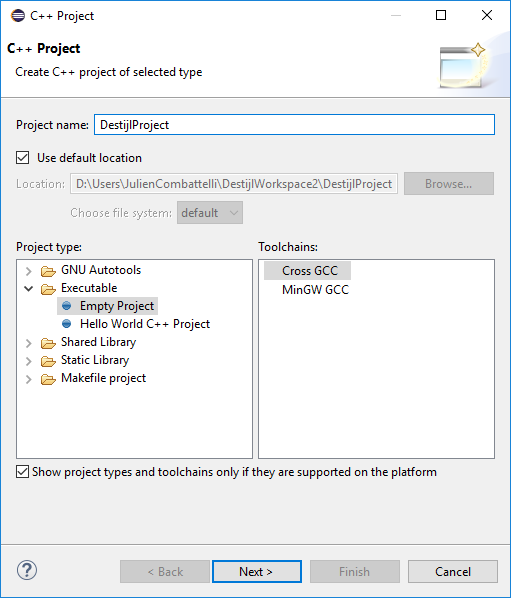 C++ Project
C++ Project
Create C++ project of selected type
Project name: DestijlProject
Use default location
Location: D:\Users\JulienCombattelli\DestijlWorkspace2\DestijlProject Browse...
Choose file system: default
Project type:
GNU Autotools
Executable
Empty Project
Hello World C++ Project
Shared Library
Static Library
Makefile project
Toolchains:
Cross GCC
MinGW GCC
Show project types and toolchains only if they are supported on the platform
? < Back Next > Finish Cancel